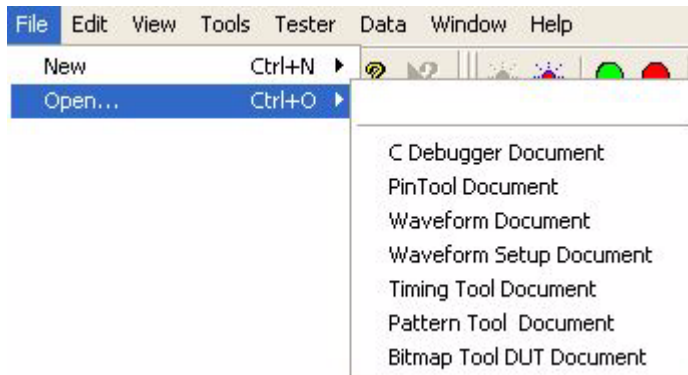 File Edit View Tools Tester Data Window Help
New Ctrl+N
Open... Ctrl+O
C Debugger Document
PinTool Document
Waveform Document
Waveform Setup Document
Timing Tool Document
Pattern Tool Document
Bitmap Tool DUT Document